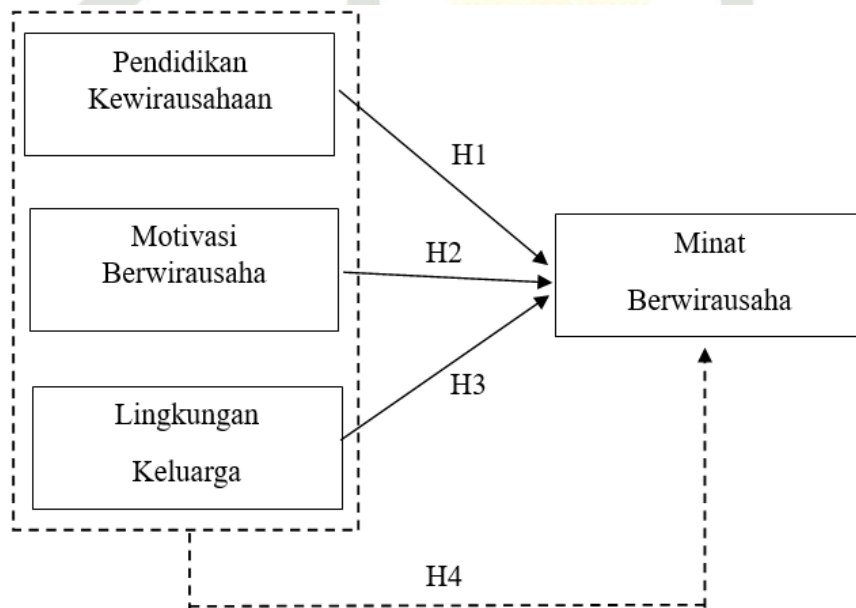 Pendidikan
Kewirausahaan
H1
Motivasi
Berwirausaha
H2
Minat
Berwirausaha
Lingkungan
Keluarga
H3
H4